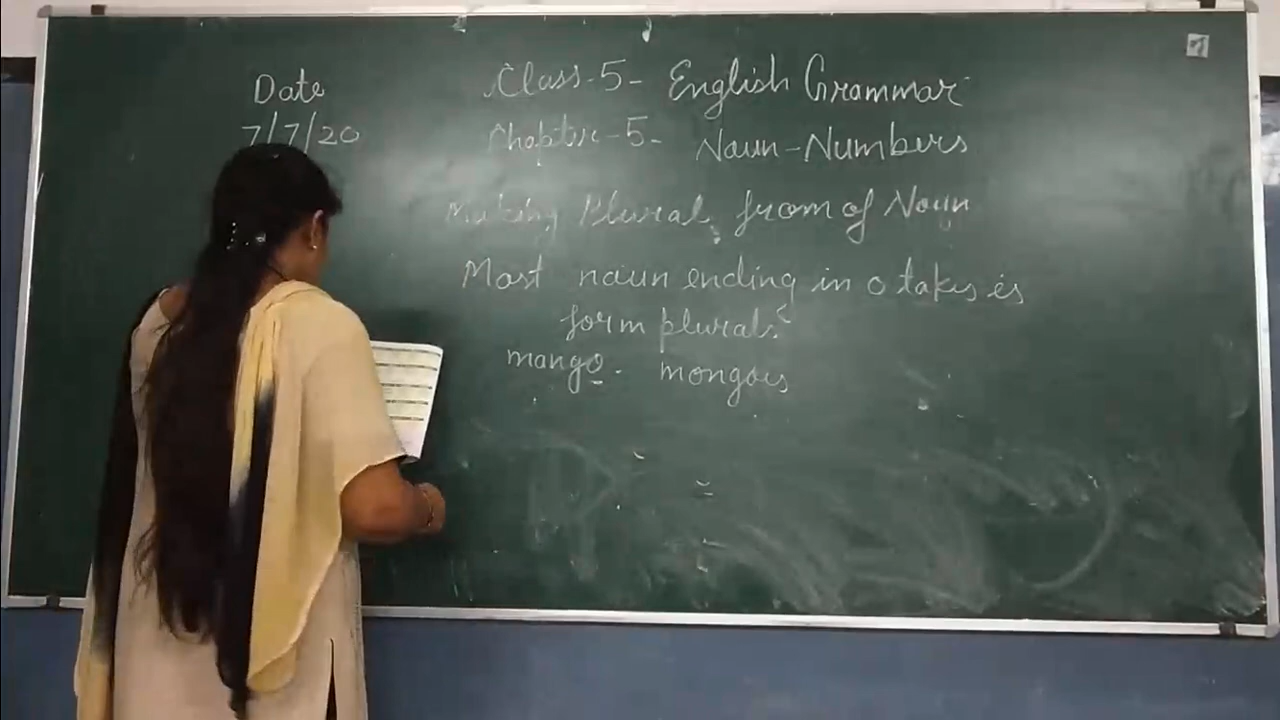 Date
7/7/20
Class-5- English Grammar
Chapter-5- Noun-Numbers
Making Plural from of Noun
Most noun ending in o takes es
form plurals.
mango. mongoes